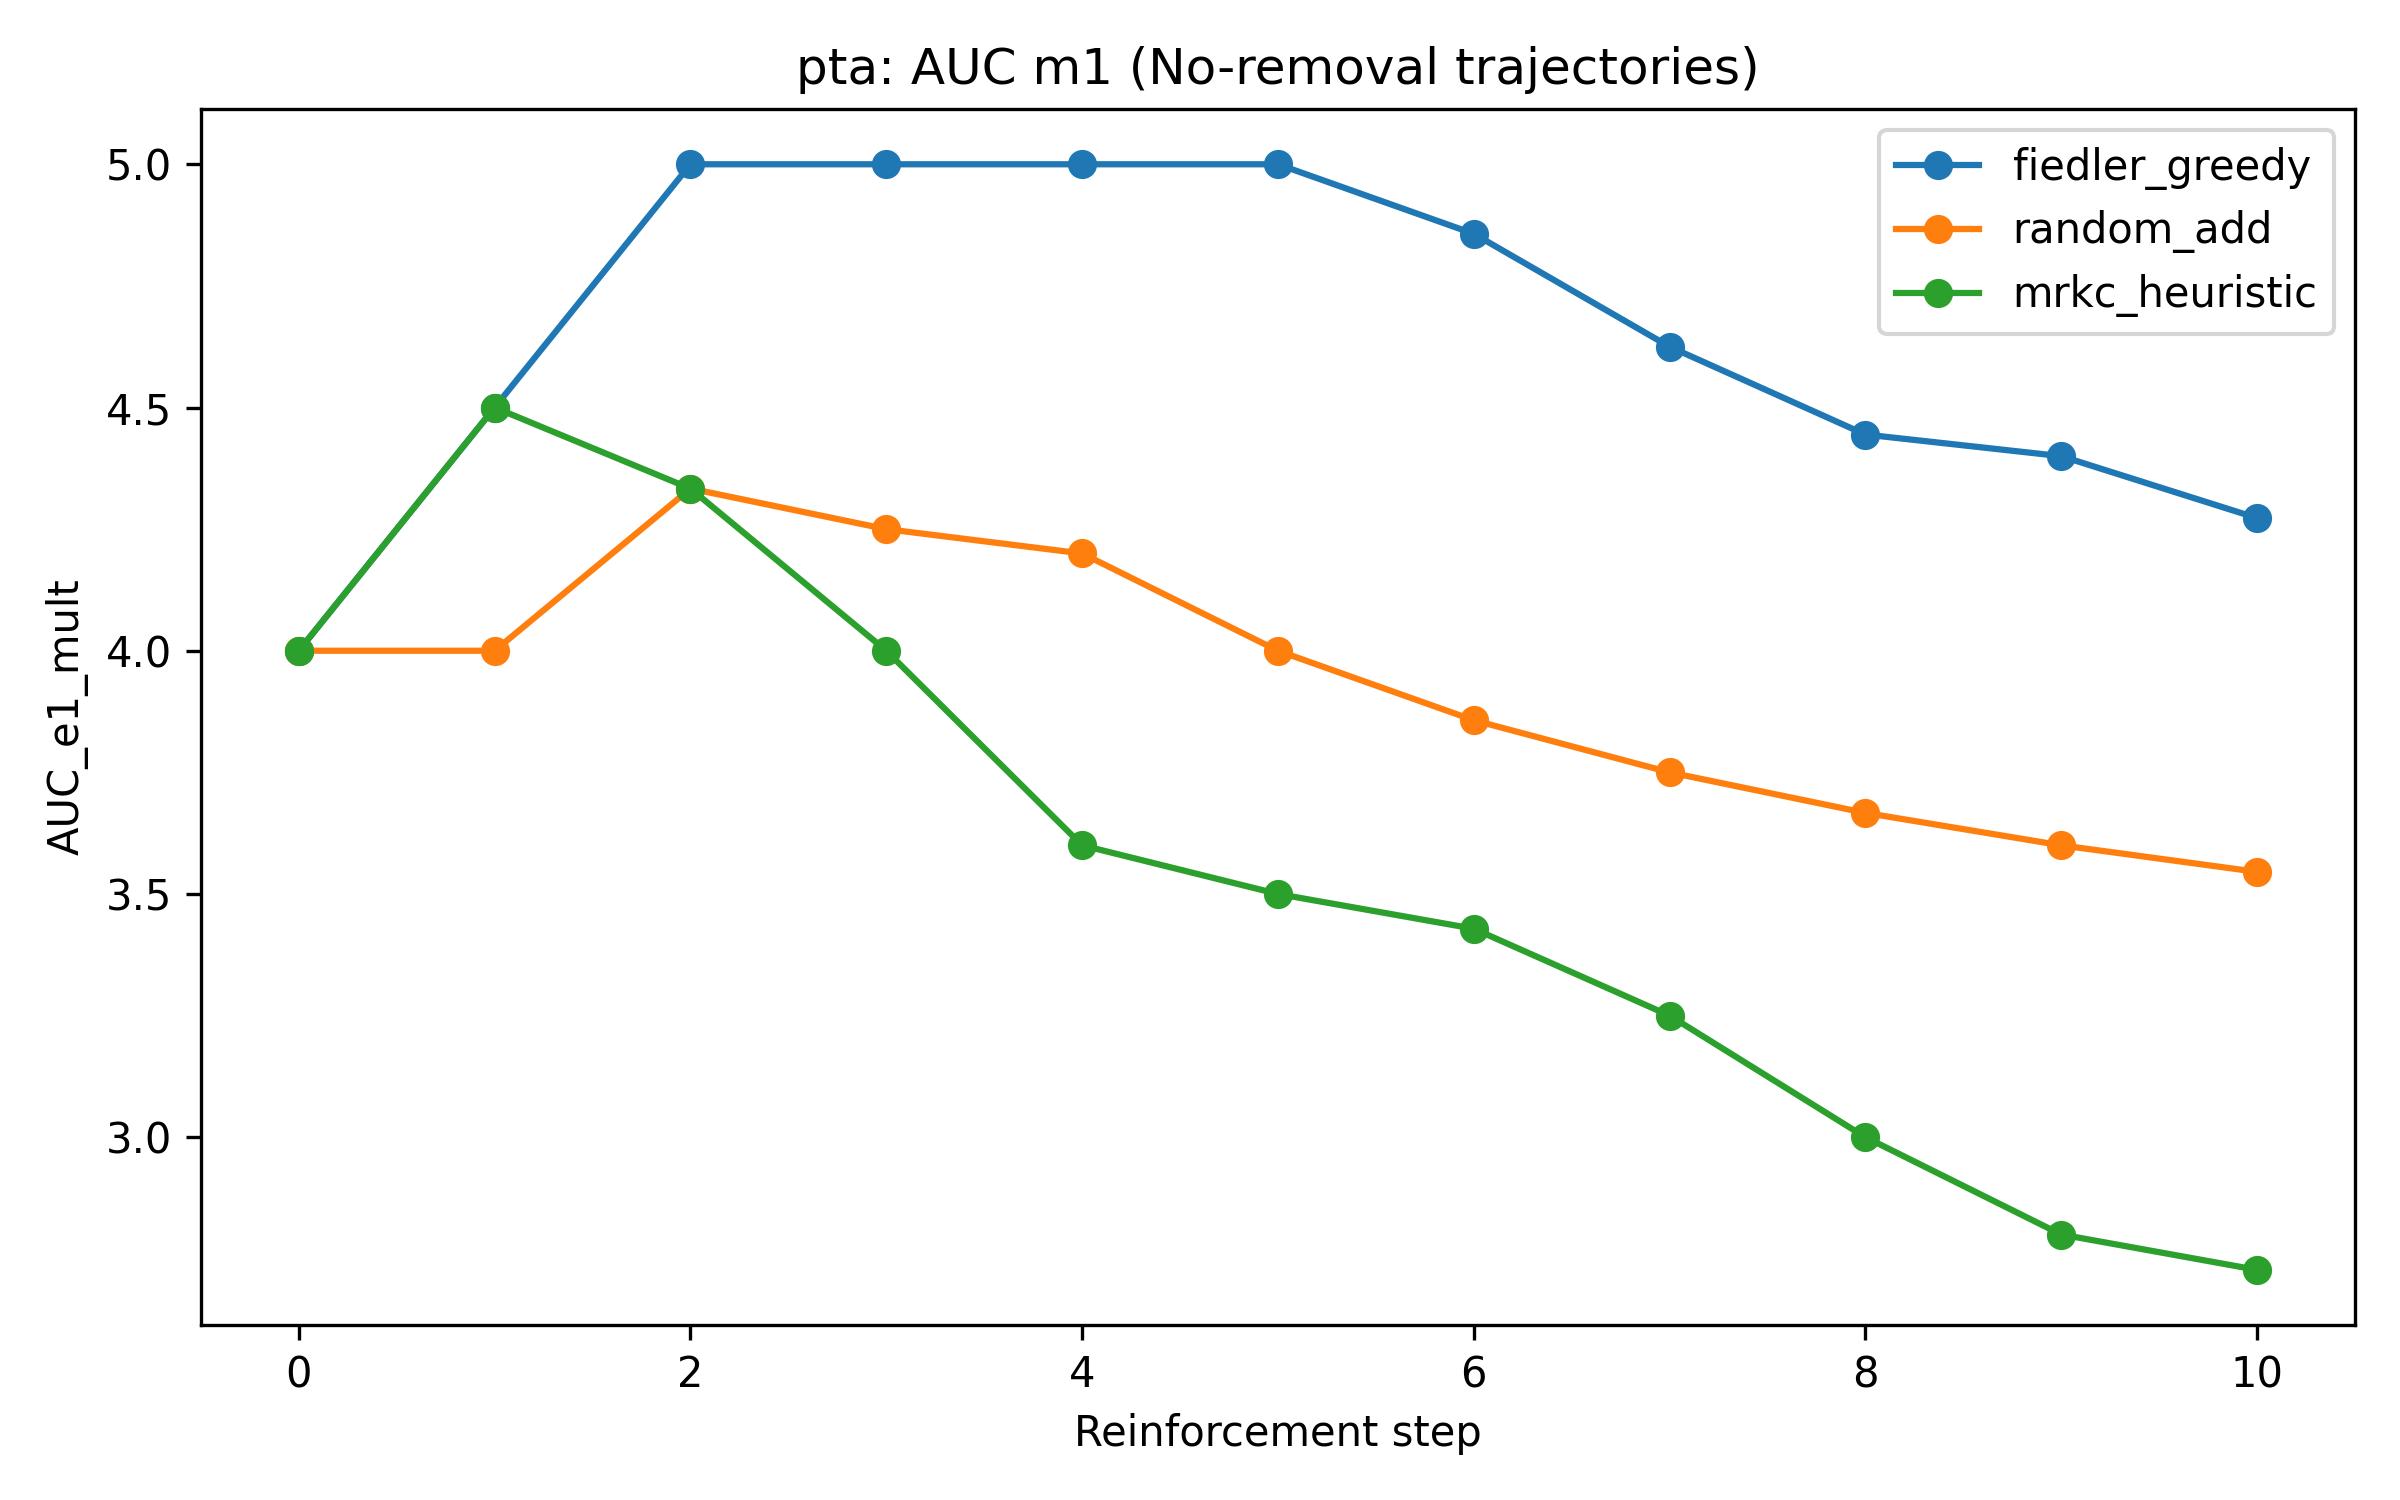 pta: AUC m1 (No-removal trajectories)
fiedler_greedy
random_add
mrkc_heuristic
AUC_e1_mult
5.0
4.5
4.0
3.5
3.0
0 2 4 6 8 10
Reinforcement step